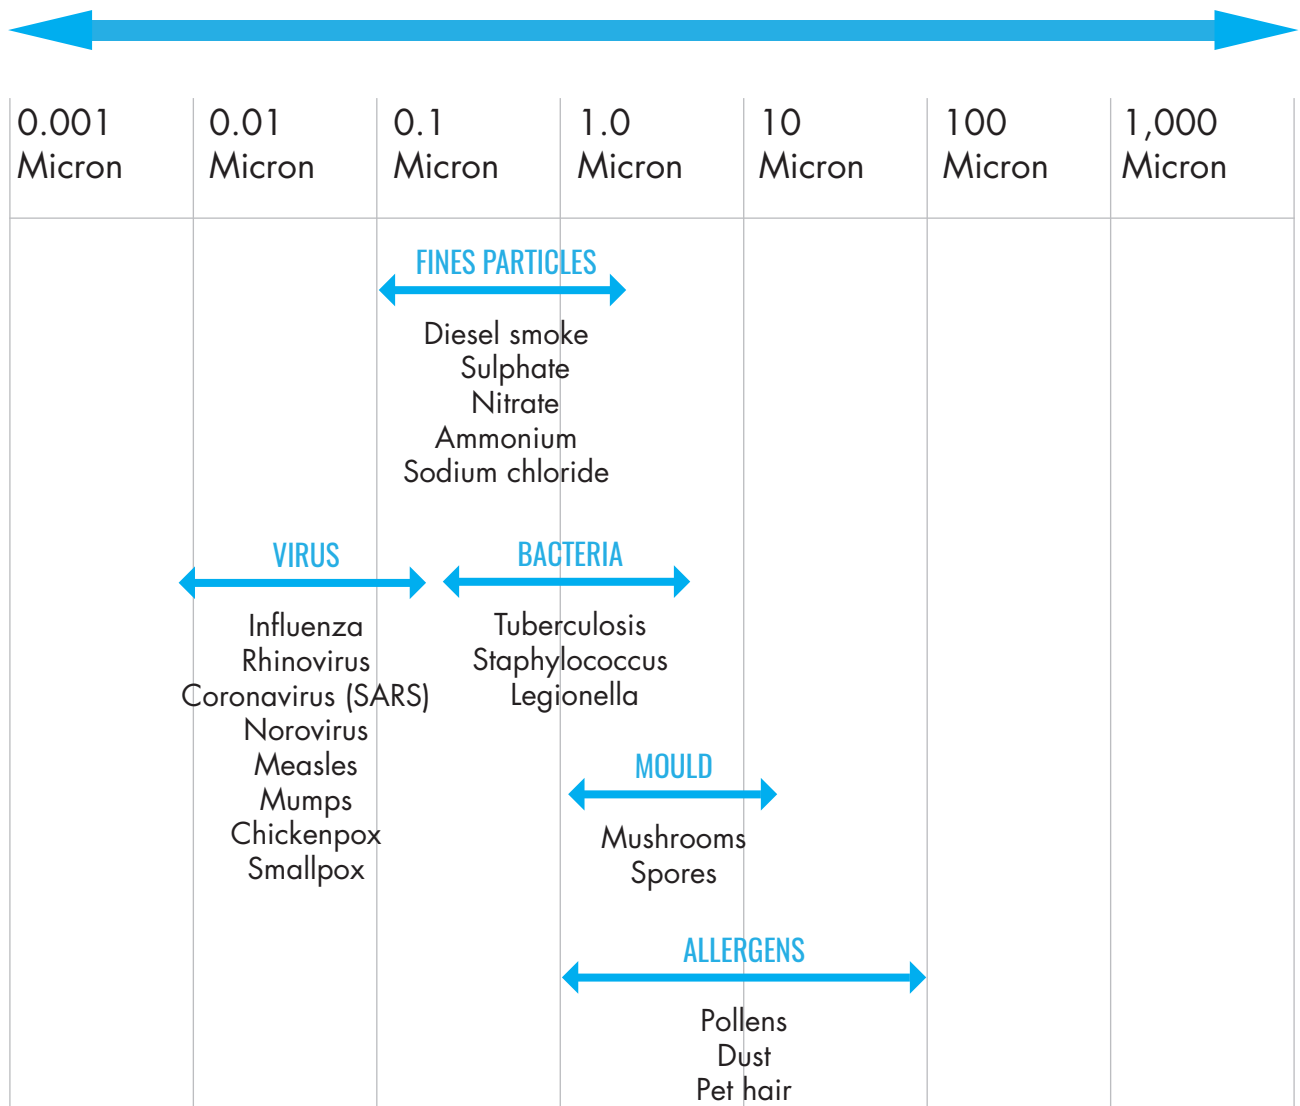 0.001
Micron
0.01
Micron
0.1
Micron
1.0
Micron
10
Micron
100
Micron
1,000
Micron
FINES PARTICLES
Diesel smoke
Sulphate
Nitrate
Ammonium
Sodium chloride
VIRUS
Influenza
Rhinovirus
Coronavirus (SARS)
Norovirus
Measles
Mumps
Chickenpox
Smallpox
BACTERIA
Tuberculosis
Staphylococcus
Legionella
MOULD
Mushrooms
Spores
ALLERGENS
Pollens
Dust
Pet hair